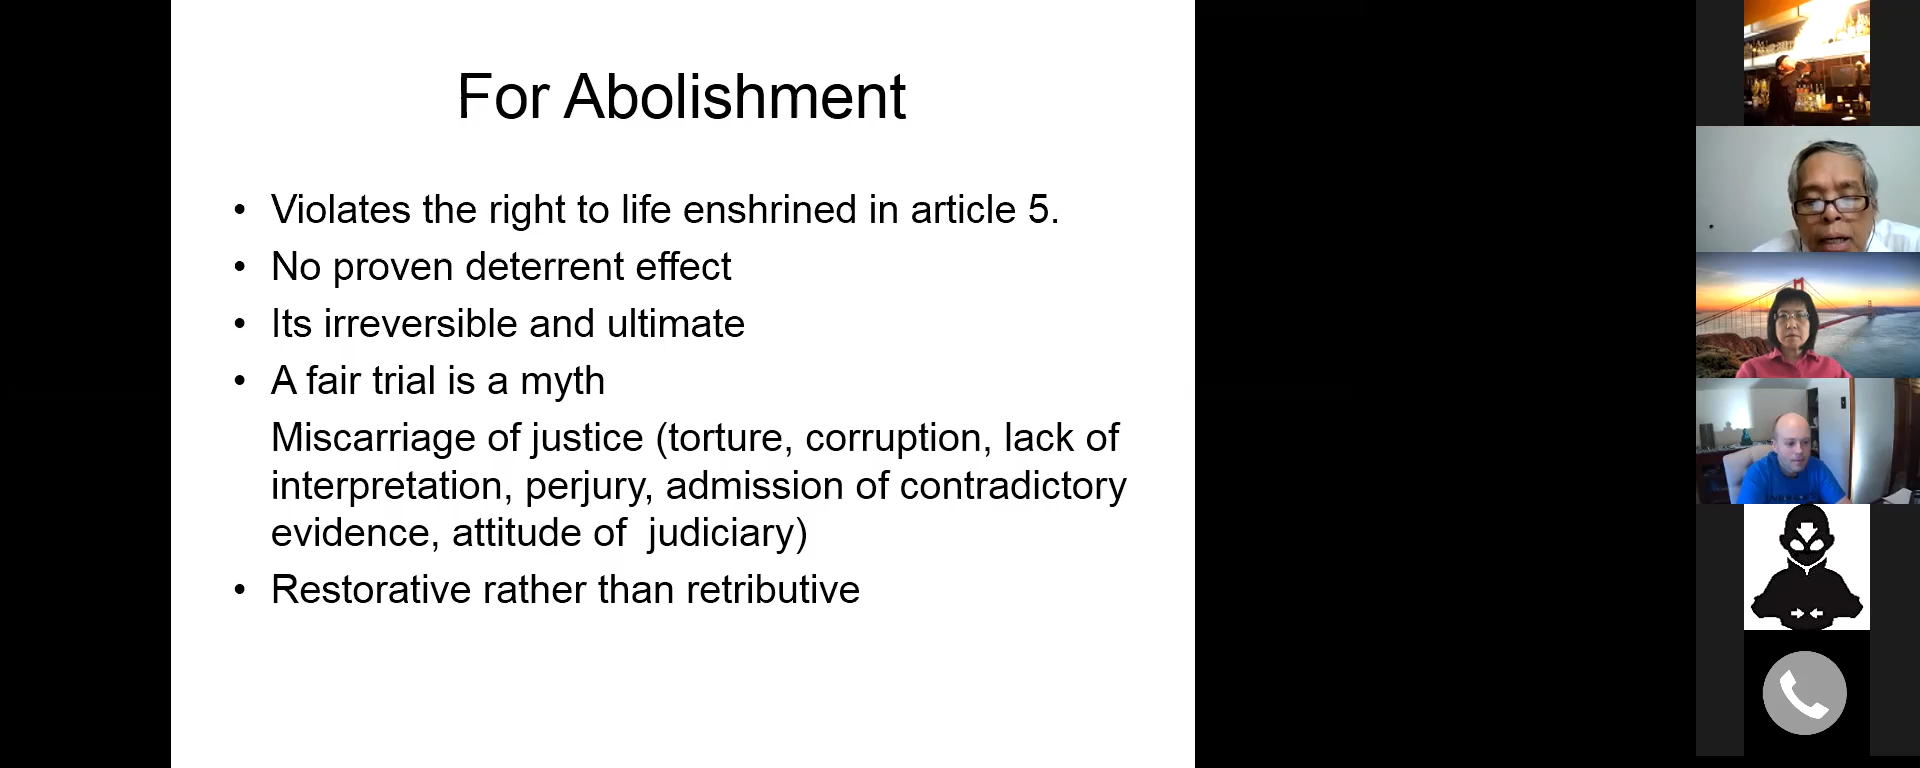 For Abolishment
• Violates the right to life enshrined in article 5.
• No proven deterrent effect
• Its irreversible and ultimate
• A fair trial is a myth
Miscarriage of justice (torture, corruption, lack of
interpretation, perjury, admission of contradictory
evidence, attitude of  judiciary)
• Restorative rather than retributive